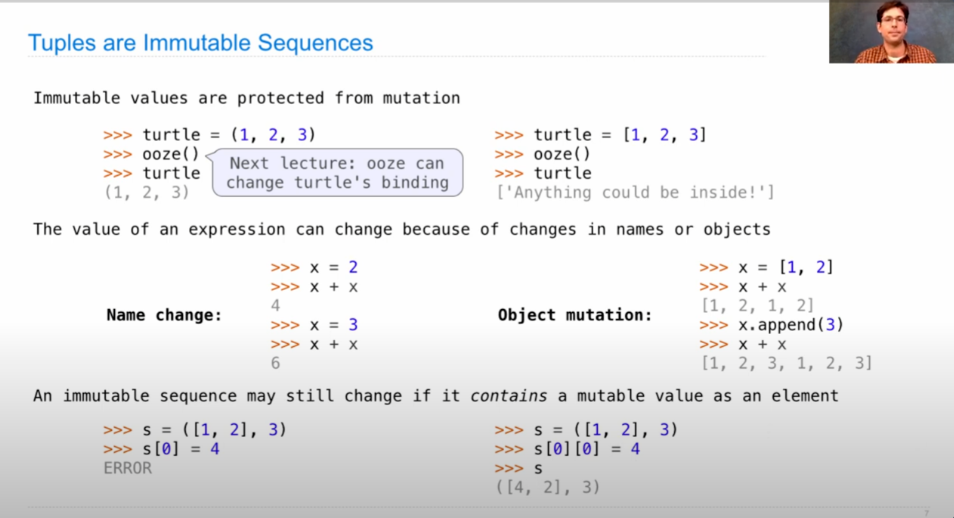 Tuples are Immutable Sequences
Immutable values are protected from mutation
>>> turtle = (1, 2, 3)
>>> ooze()
>>> turtle
(1, 2, 3)
Next lecture: ooze can
change turtle's binding
>>> turtle = [1, 2, 3]
>>> ooze()
>>> turtle
['Anything could be inside!']
The value of an expression can change because of changes in names or objects
Name change:
>>> x = 2
>>> x + x
4
>>> x = 3
>>> x + x
6
Object mutation:
>>> x = [1, 2]
>>> x + x
[1, 2, 1, 2]
>>> x.append(3)
>>> x + x
[1, 2, 3, 1, 2, 3]
An immutable sequence may still change if it contains a mutable value as an element
>>> s = ([1, 2], 3)
>>> s[0] = 4
ERROR
>>> s = ([1, 2], 3)
>>> s[0][0] = 4
>>> s
([4, 2], 3)
7